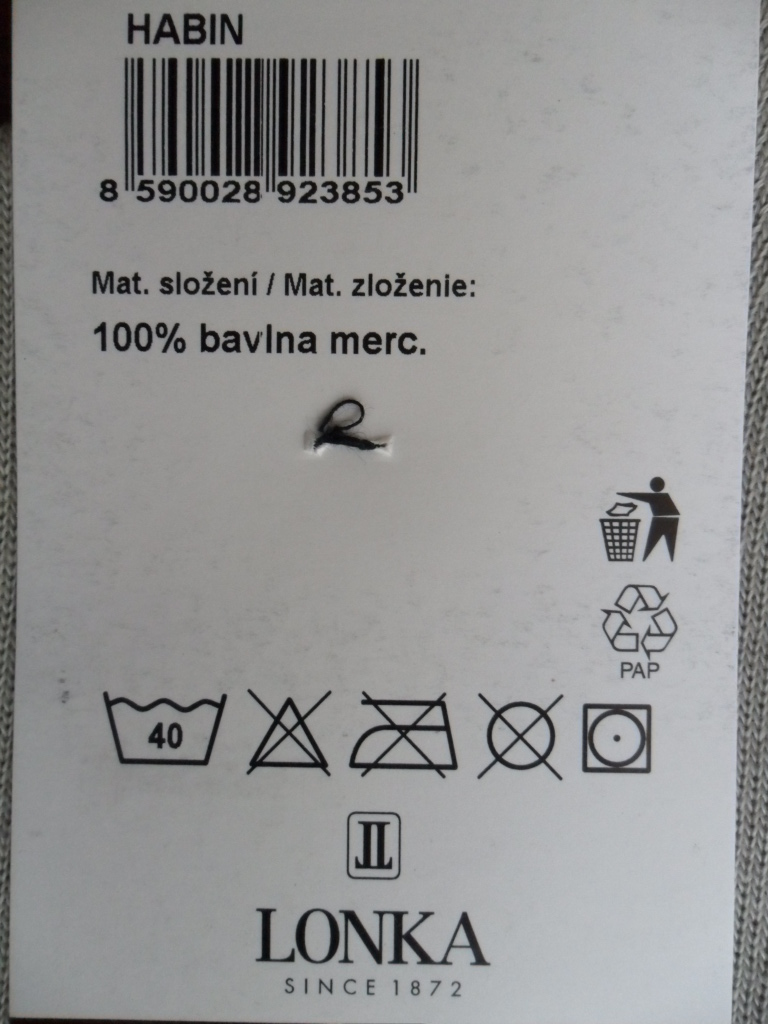 HABIN
8 590028 923853
Mat. složení / Mat. zloženie:
100% bavlna merc.
PAP
40
LONKA
SINCE 1872